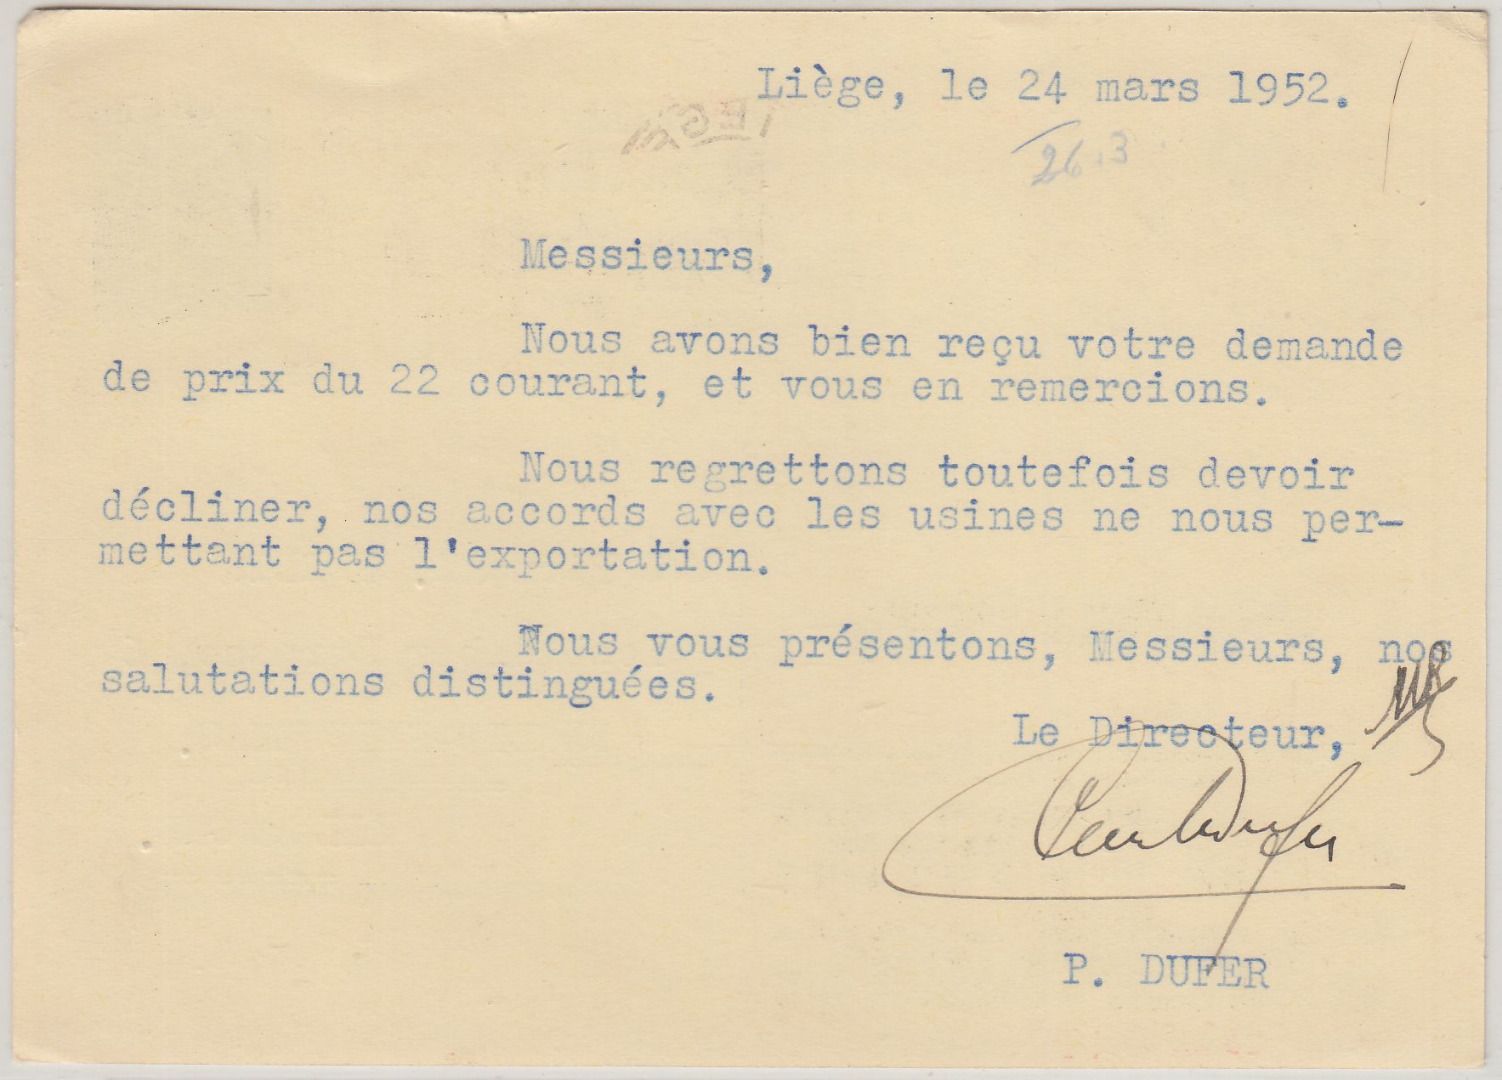 Liège, le 24 mars 1952.
26.3
Messieurs,
Nous avons bien reçu votre demande
de prix du 22 courant, et vous en remercions.
Nous regrettons toutefois devoir
décliner, nos accords avec les usines ne nous per-
mettant pas l'exportation.
Nous vous présentons, Messieurs, nos
salutations distinguées.
Le Directeur,
P. DUFER